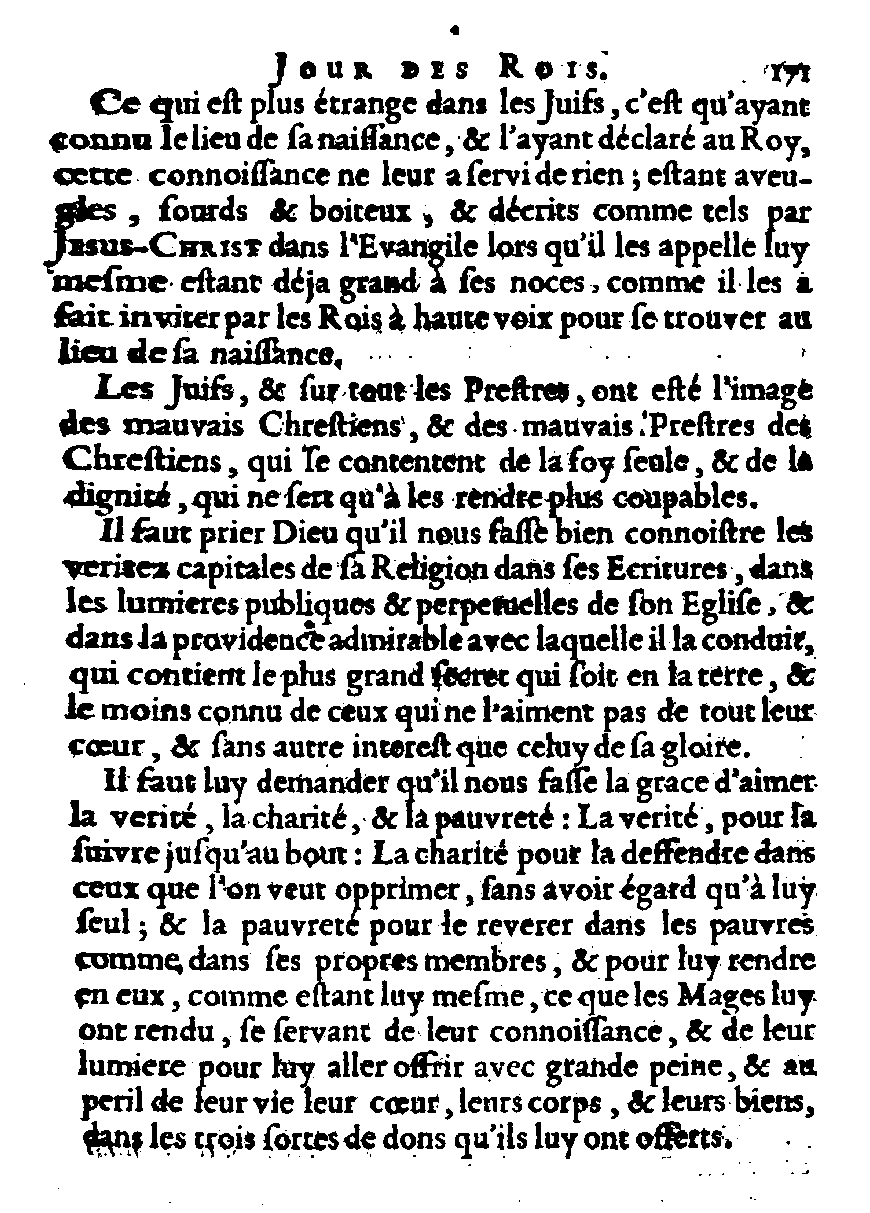 JOUR DES ROIS. 171
Ce qui eſt plus étrange dans les Juifs, c'eſt qu'ayant
connu le lieu de ſa naiſſance, & l'ayant déclaré au Roy,
cette connoiſſance ne leur a ſervi de rien ; eſtant aveu-
gles, ſourds & boiteux, & décrits comme tels par
JESUS-CHRIST dans l'Evangile lors qu'il les appelle luy
meſme eſtant déja grand à ſes noces, comme il les a
fait inviter par les Rois à haute voix pour ſe trouver au
lieu de ſa naiſſance.
Les Juifs, & ſur tout les Preſtres, ont eſté l'image
des mauvais Chreſtiens, & des mauvais Preſtres des
Chreſtiens, qui ſe contentent de la foy ſeule, & de la
dignité, qui ne ſert qu'à les rendre plus coupables.
Il faut prier Dieu qu'il nous faſſe bien connoiſtre les
veritez capitales de ſa Religion dans ſes Ecritures, dans
les lumieres publiques & perpetuelles de ſon Egliſe, &
dans la providence admirable avec laquelle il la conduit,
qui contient le plus grand ſecret qui ſoit en la terre, &
le moins connu de ceux qui ne l'aiment pas de tout leur
cœur, & ſans autre intereſt que celuy de ſa gloire.
Il faut luy demander qu'il nous faſſe la grace d'aimer
la verité, la charité, & la pauvreté : La verité, pour la
ſuivre juſqu'au bout : La charité pour la deffendre dans
ceux que l'on veut opprimer, ſans avoir égard qu'à luy
ſeul ; & la pauvreté pour le reverer dans les pauvres
comme dans ſes propres membres, & pour luy rendre
en eux, comme eſtant luy meſme, ce que les Mages luy
ont rendu, ſe ſervant de leur connoiſſance, & de leur
lumiere pour luy aller offrir avec grande peine, & au
peril de leur vie leur cœur, leurs corps, & leurs biens,
dans les trois ſortes de dons qu'ils luy ont offerts.